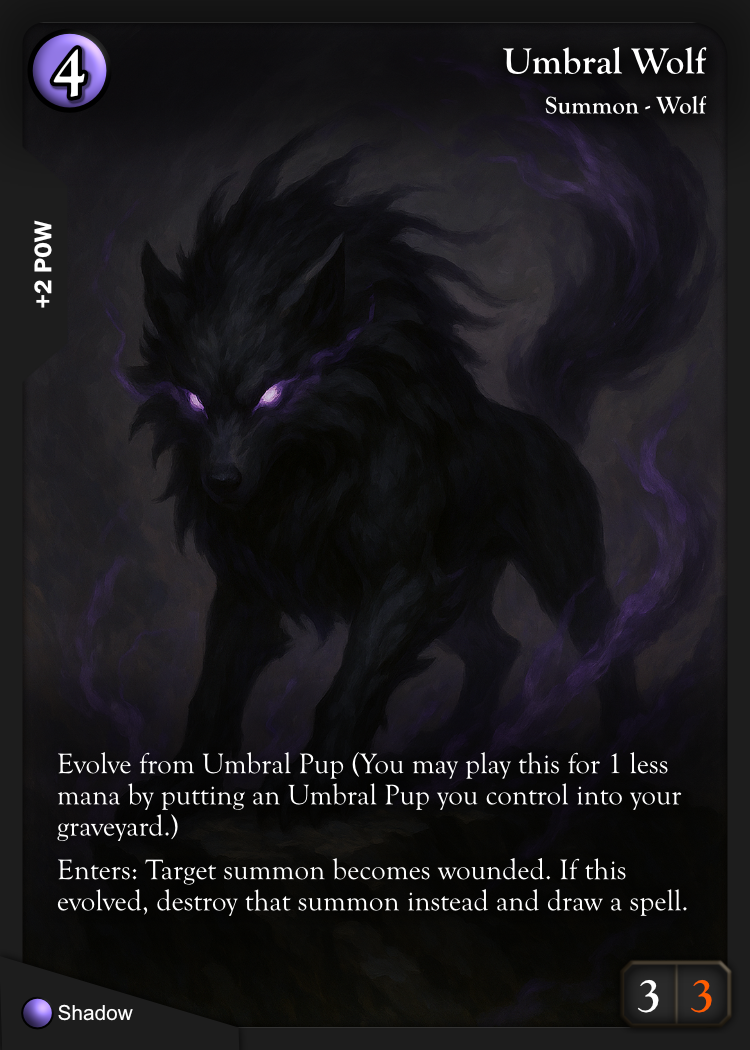 4
Umbral Wolf
Summon - Wolf
+2 POW
Evolve from Umbral Pup (You may play this for 1 less
mana by putting an Umbral Pup you control into your
graveyard.)
Enters: Target summon becomes wounded. If this
evolved, destroy that summon instead and draw a spell.
Shadow
3 3